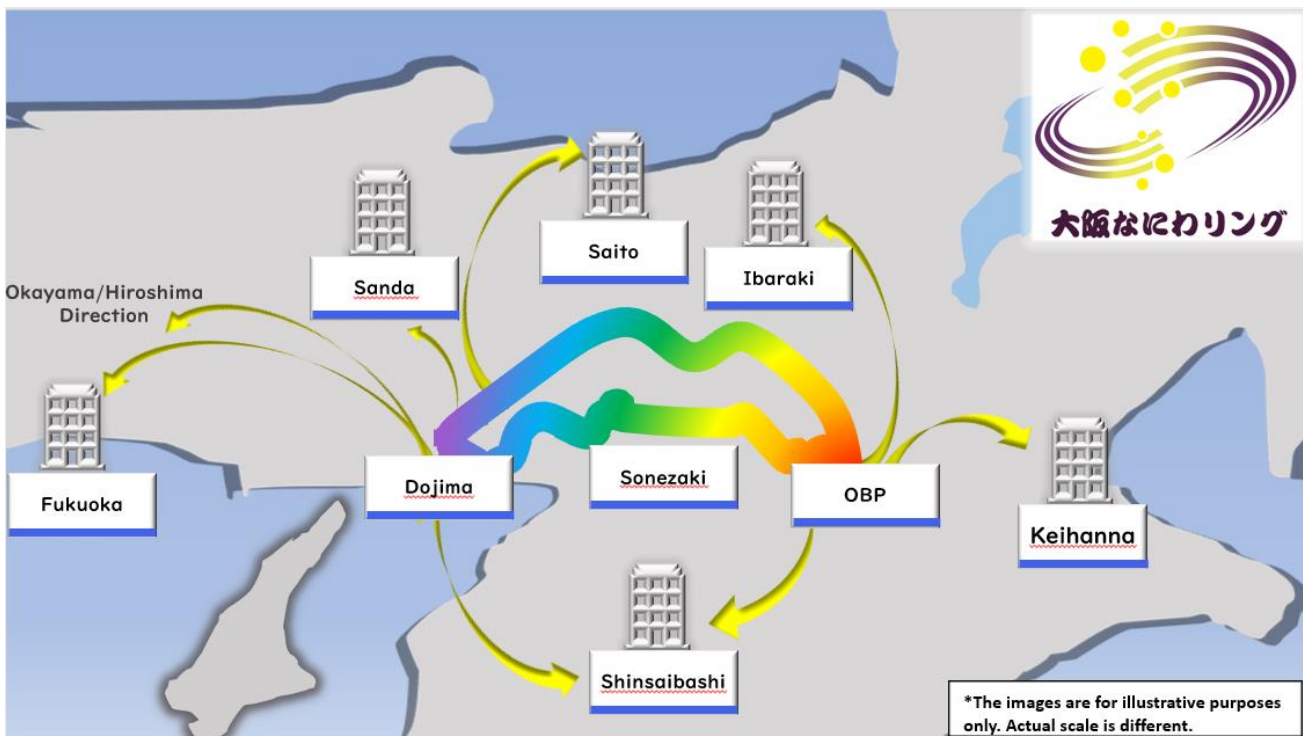 大阪なにわリング
Saito
Ibaraki
Sanda
Okayama/Hiroshima
Direction
Fukuoka
Dojima
Sonezaki
OBP
Keihanna
Shinsaibashi
*The images are for illustrative purposes
only. Actual scale is different.